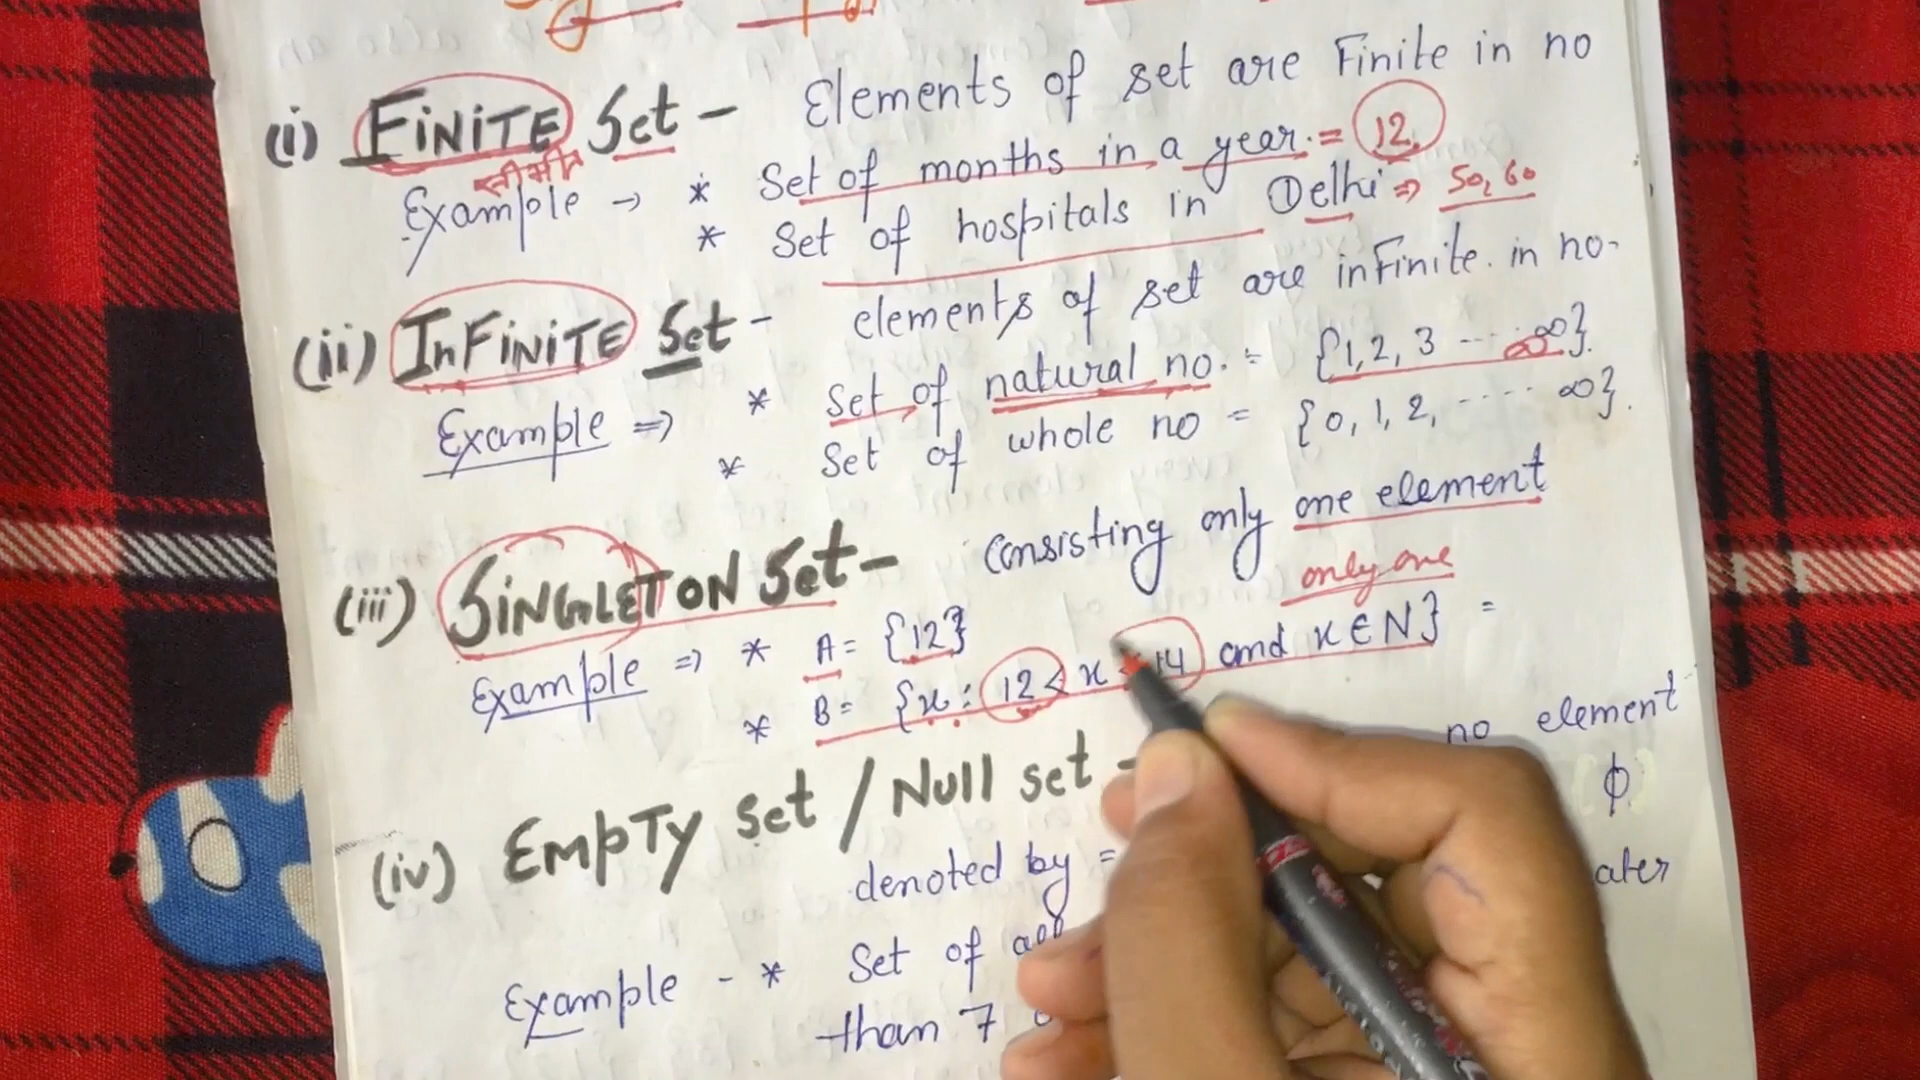 (i) FiNiTE Set - Elements of set are Finite in no
ससीमित
Example → * Set of months in a year. = 12
* Set of hospitals in Delhi ⇒ 50, 60
(ii) InFiNiTE Set - elements of set are inFinite. in no.
Example ⇒ * Set of natural no. = {1, 2, 3 --- ∞}.
* Set of whole no = {0, 1, 2, ---- ∞}.
(iii) SiNGLETON Set - Consisting only one element
only one
Example ⇒ * A = {12}
* B = {x : 12 < x < 14 and x ∈ N} =
(iv) EmpTy set / Null set - no element
denoted by = ϕ
Example - * Set of all ater
than 7